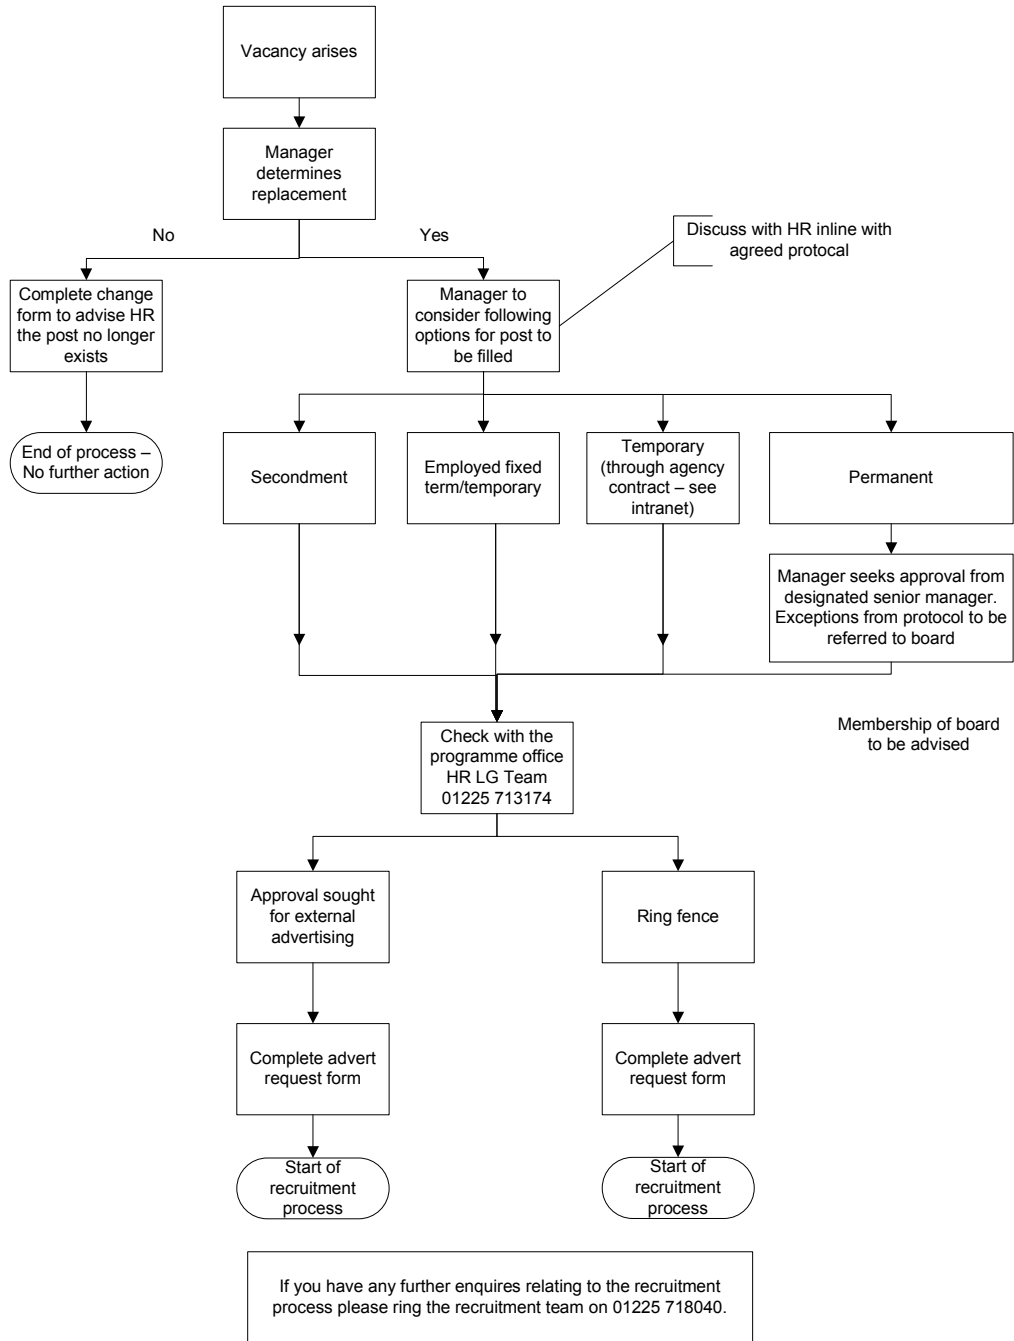 Vacancy arises
Manager
determines
replacement
No
Yes
Discuss with HR inline with
agreed protocal
Complete change
form to advise HR
the post no longer
exists
Manager to
consider following
options for post to
be filled
End of process –
No further action
Secondment
Employed fixed
term/temporary
Temporary
(through agency
contract – see
intranet)
Permanent
Manager seeks approval from
designated senior manager.
Exceptions from protocol to be
referred to board
Membership of board
to be advised
Check with the
programme office
HR LG Team
01225 713174
Approval sought
for external
advertising
Ring fence
Complete advert
request form
Complete advert
request form
Start of
recruitment
process
Start of
recruitment
process
If you have any further enquires relating to the recruitment
process please ring the recruitment team on 01225 718040.